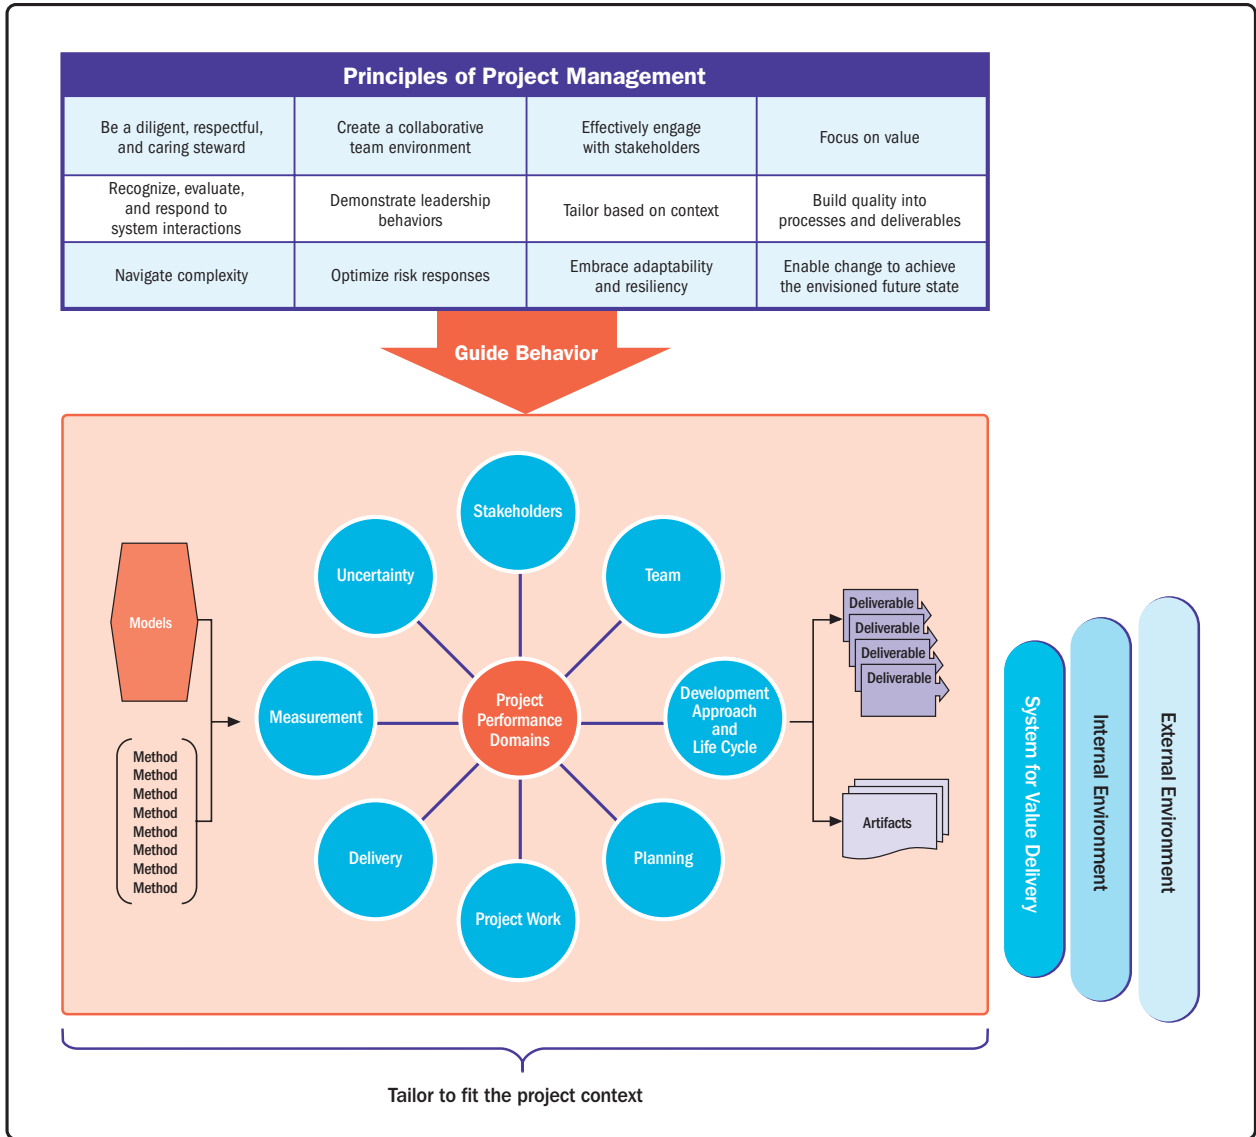 Principles of Project Management
Be a diligent, respectful,
and caring steward
Create a collaborative
team environment
Effectively engage
with stakeholders
Focus on value
Recognize, evaluate,
and respond to
system interactions
Demonstrate leadership
behaviors
Tailor based on context
Build quality into
processes and deliverables
Navigate complexity
Optimize risk responses
Embrace adaptability
and resiliency
Enable change to achieve
the envisioned future state
Guide Behavior
Stakeholders
Uncertainty
Team
Models
Measurement
Project
Performance
Domains
Development
Approach
and
Life Cycle
Deliverable
Deliverable
Deliverable
Deliverable
Method
Method
Method
Method
Method
Method
Method
Method
Delivery
Project Work
Planning
Artifacts
System for Value Delivery
Internal Environment
External Environment
Tailor to fit the project context